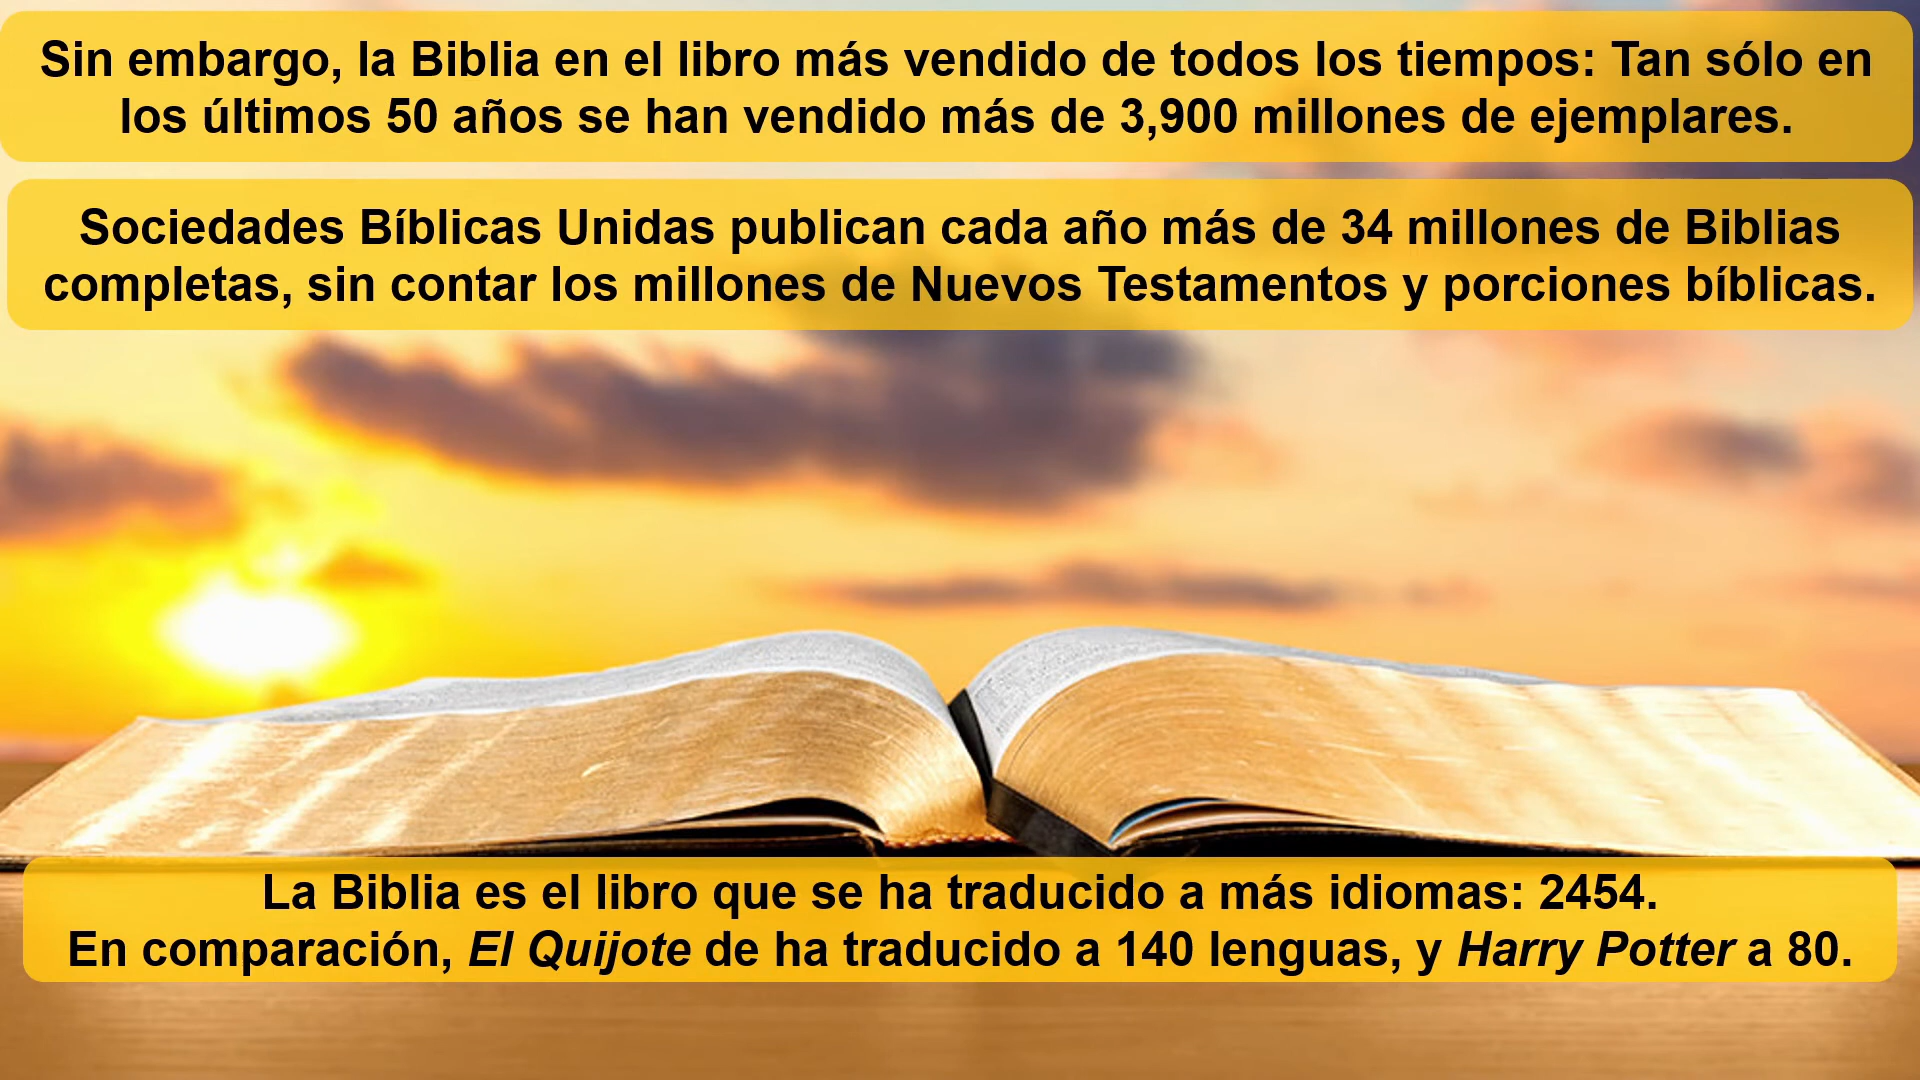 Sin embargo, la Biblia en el libro más vendido de todos los tiempos: Tan sólo en
los últimos 50 años se han vendido más de 3,900 millones de ejemplares.
Sociedades Bíblicas Unidas publican cada año más de 34 millones de Biblias
completas, sin contar los millones de Nuevos Testamentos y porciones bíblicas.
La Biblia es el libro que se ha traducido a más idiomas: 2454.
En comparación, El Quijote de ha traducido a 140 lenguas, y Harry Potter a 80.